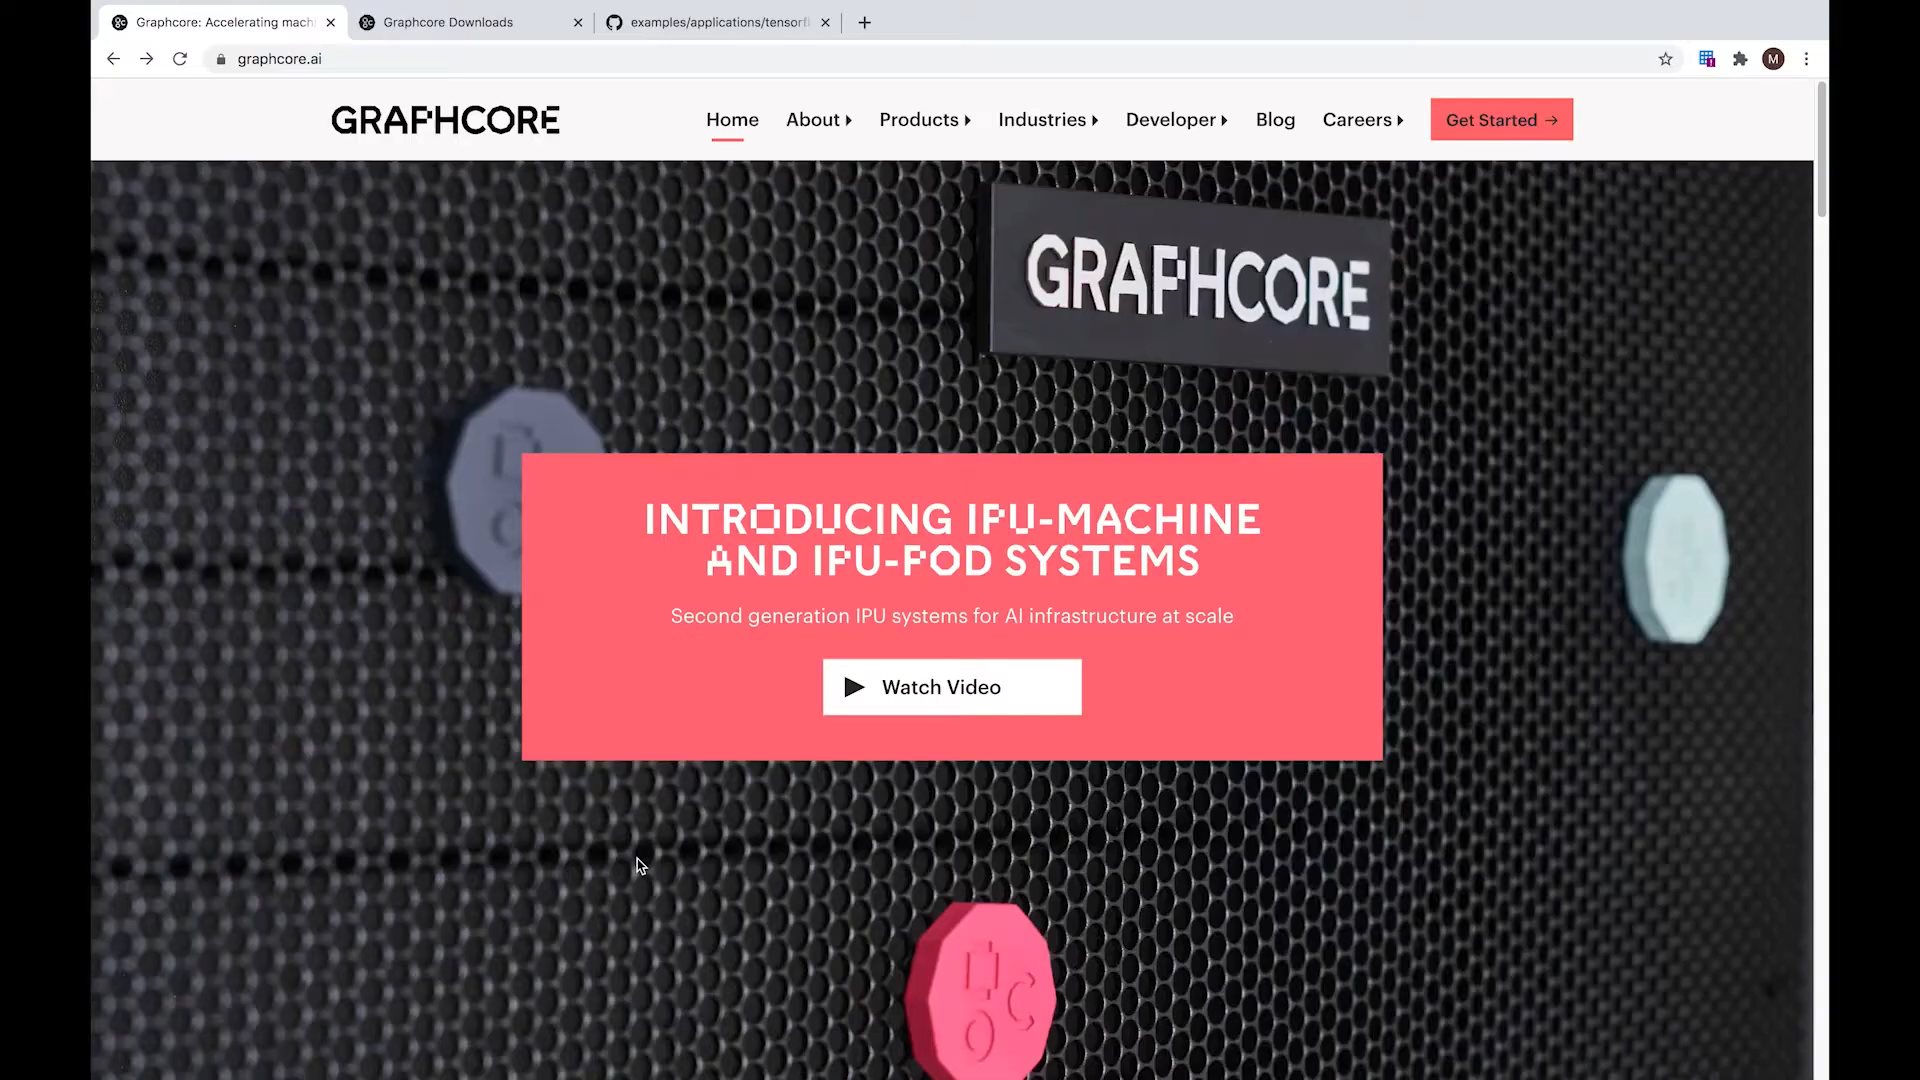 Graphcore: Accelerating machi
Graphcore Downloads
examples/applications/tensorfl
graphcore.ai
M
GRAPHCORE
Home
About
Products
Industries
Developer
Blog
Careers
Get Started →
GRAPHCORE
INTRODUCING IPU-MACHINE
AND IPU-POD SYSTEMS
Second generation IPU systems for AI infrastructure at scale
Watch Video